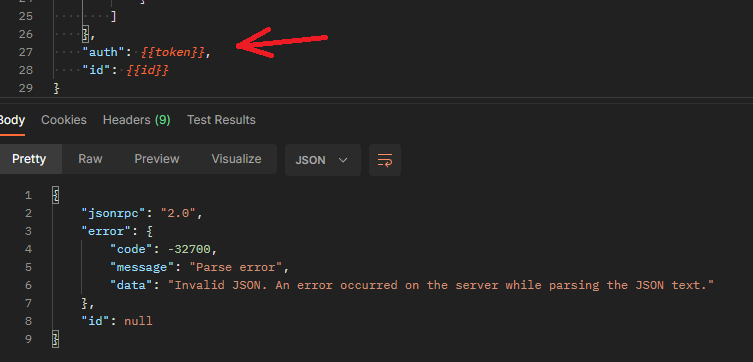 25 ········]
26 ····},
27 ····"auth": {{token}},
28 ····"id": {{id}}
29 }
Body Cookies Headers (9) Test Results
Pretty Raw Preview Visualize JSON
1 {
2 "jsonrpc": "2.0",
3 "error": {
4 "code": -32700,
5 "message": "Parse error",
6 "data": "Invalid JSON. An error occurred on the server while parsing the JSON text."
7 },
8 "id": null
9 }